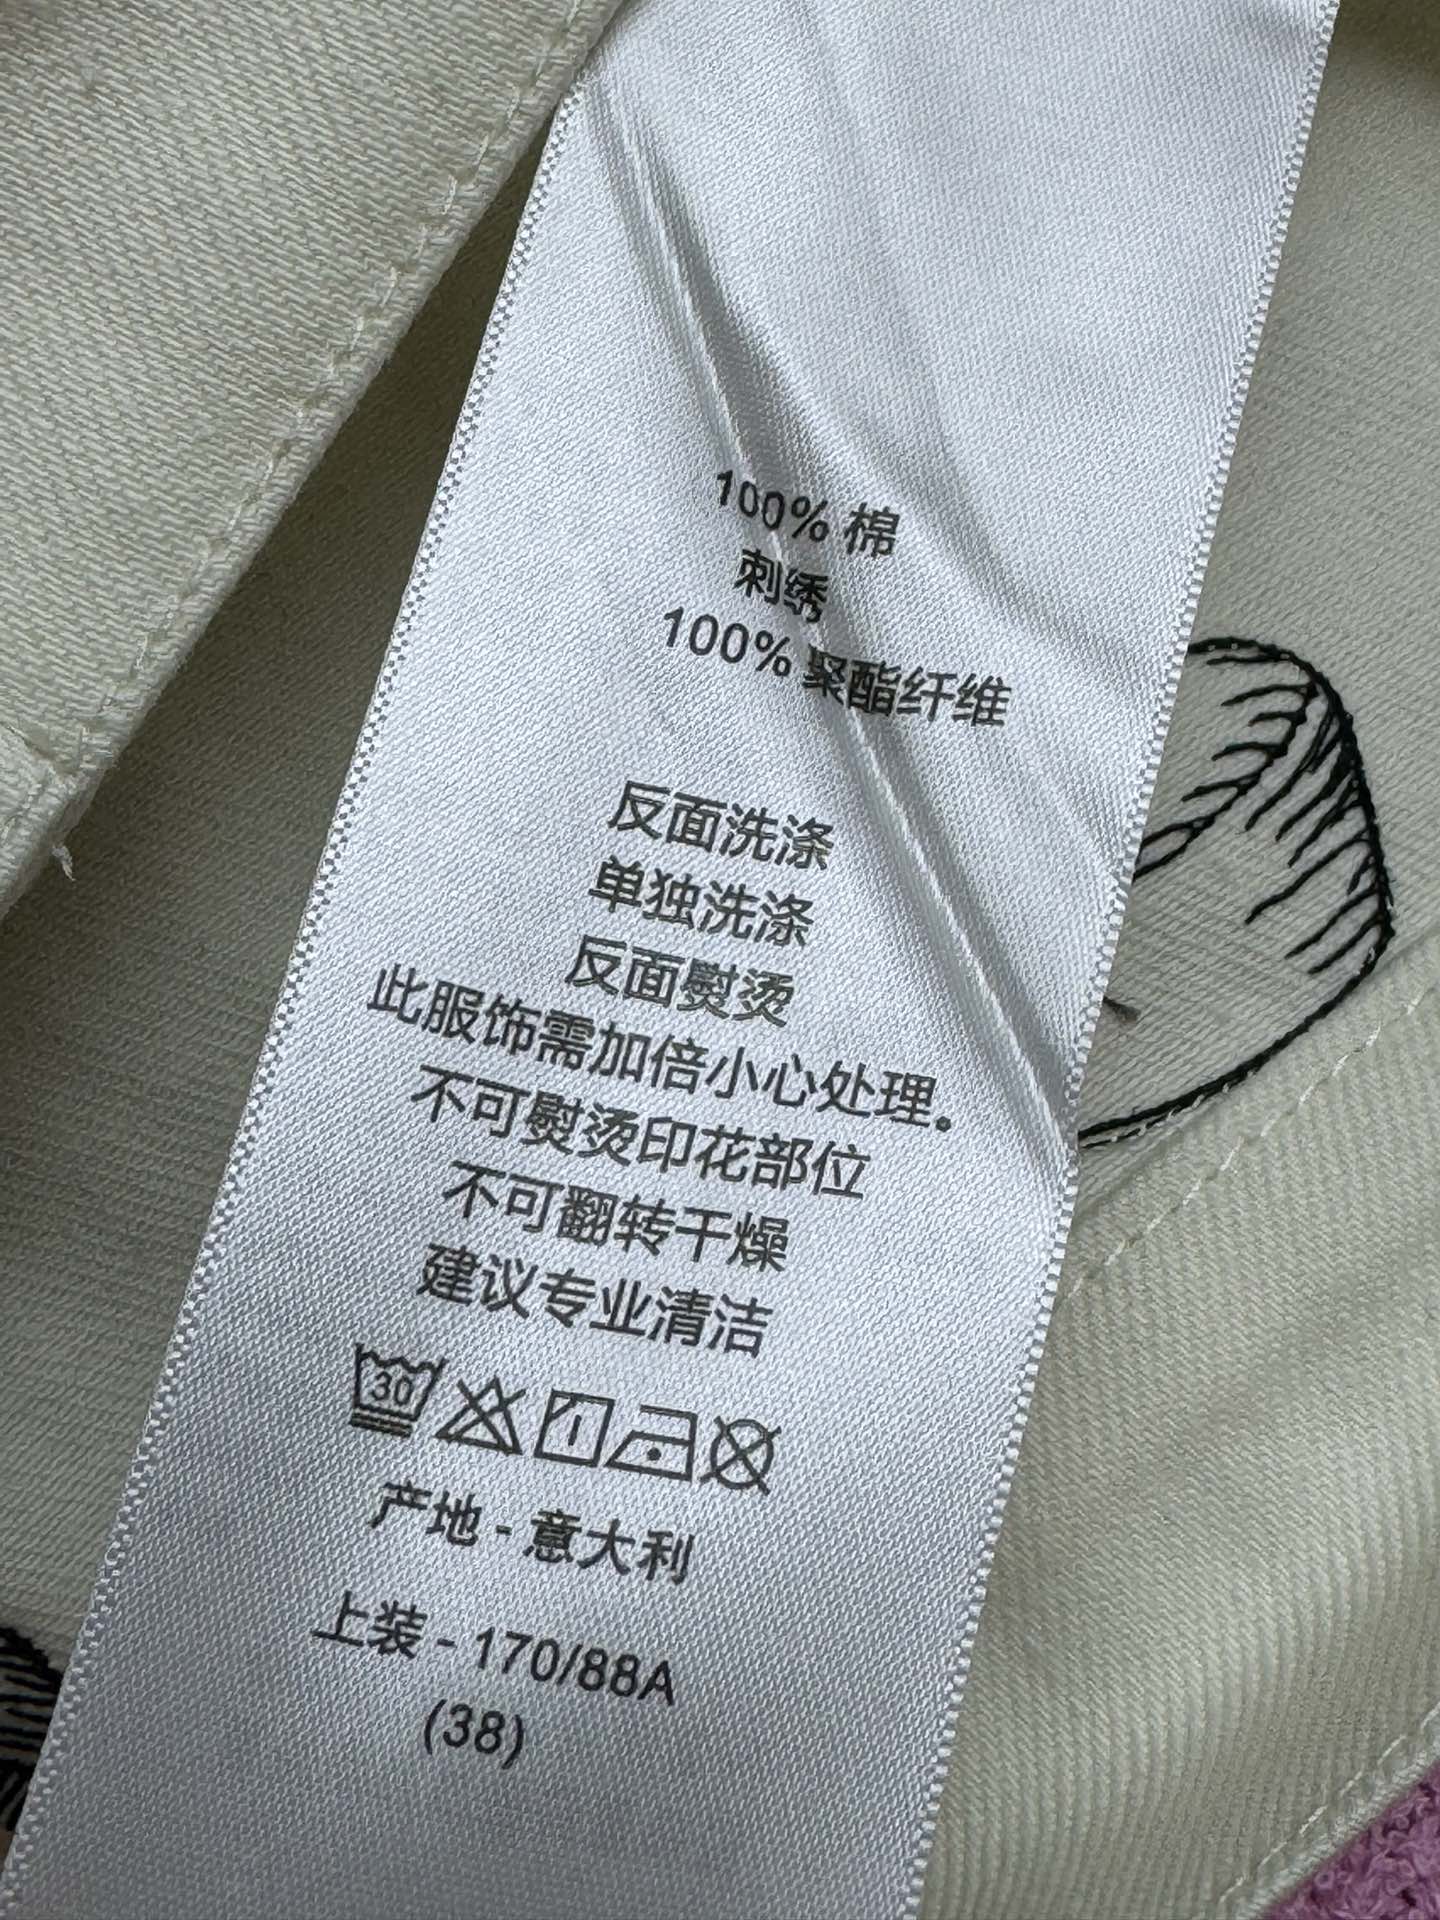 100% 棉
刺绣
100% 聚酯纤维
反面洗涤
单独洗涤
反面熨烫
此服饰需加倍小心处理.
不可熨烫印花部位
不可翻转干燥
建议专业清洁
30
产地 - 意大利
上装 - 170/88A
(38)